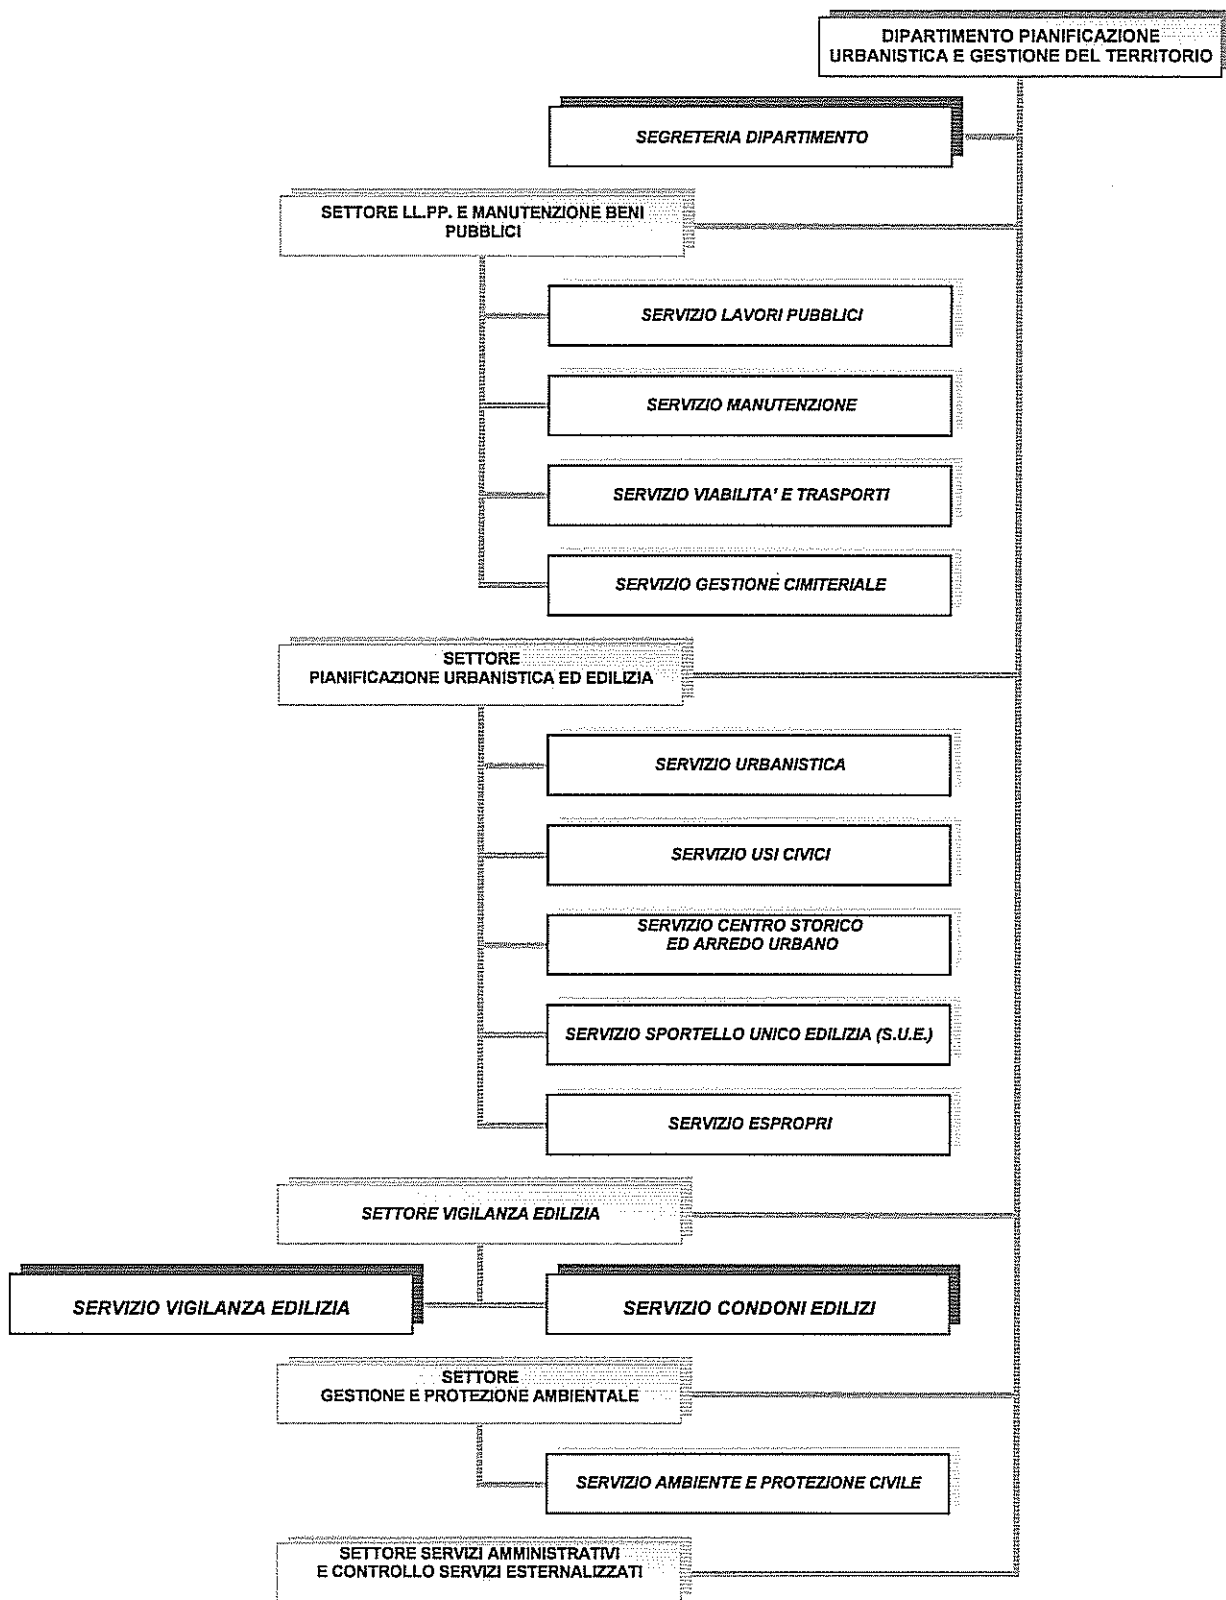 DIPARTIMENTO PIANIFICAZIONE
URBANISTICA E GESTIONE DEL TERRITORIO
SEGRETERIA DIPARTIMENTO
SETTORE LL.PP. E MANUTENZIONE BENI
PUBBLICI
SERVIZIO LAVORI PUBBLICI
SERVIZIO MANUTENZIONE
SERVIZIO VIABILITA' E TRASPORTI
SERVIZIO GESTIONE CIMITERIALE
SETTORE
PIANIFICAZIONE URBANISTICA ED EDILIZIA
SERVIZIO URBANISTICA
SERVIZIO USI CIVICI
SERVIZIO CENTRO STORICO
ED ARREDO URBANO
SERVIZIO SPORTELLO UNICO EDILIZIA (S.U.E.)
SERVIZIO ESPROPRI
SETTORE VIGILANZA EDILIZIA
SERVIZIO VIGILANZA EDILIZIA
SERVIZIO CONDONI EDILIZI
SETTORE
GESTIONE E PROTEZIONE AMBIENTALE
SERVIZIO AMBIENTE E PROTEZIONE CIVILE
SETTORE SERVIZI AMMINISTRATIVI
E CONTROLLO SERVIZI ESTERNALIZZATI